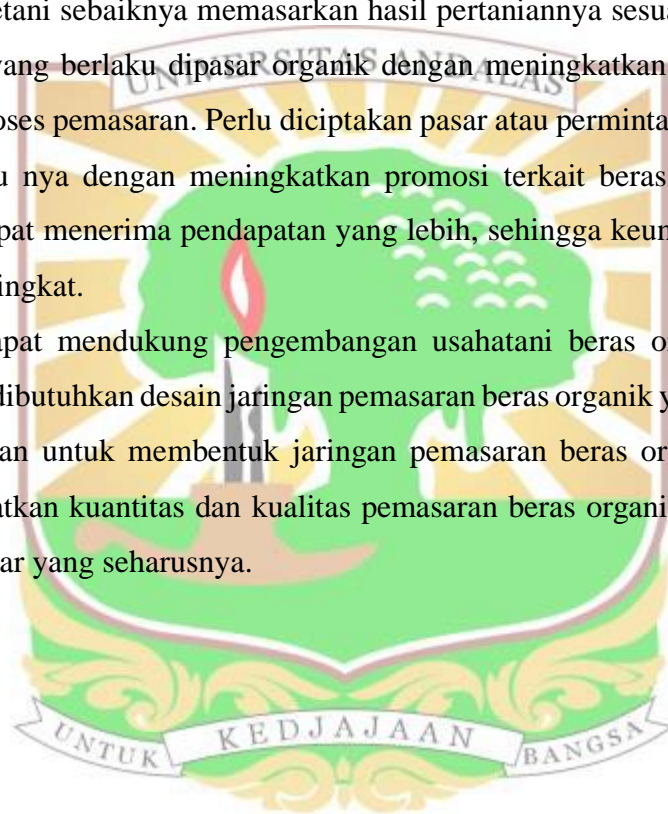 etani sebaiknya memasarkan hasil pertaniannya sesua
yang berlaku dipasar organik dengan meningkatkan
UNIVERSITAS ANDALAS
oses pemasaran. Perlu diciptakan pasar atau perminta
u nya dengan meningkatkan promosi terkait beras
pat menerima pendapatan yang lebih, sehingga keun
ingkat.
apat mendukung pengembangan usahatani beras o
dibutuhkan desain jaringan pemasaran beras organik y
an untuk membentuk jaringan pemasaran beras or
atkan kuantitas dan kualitas pemasaran beras organi
ar yang seharusnya.
UNTUK KEDJAJAAN BANGSA